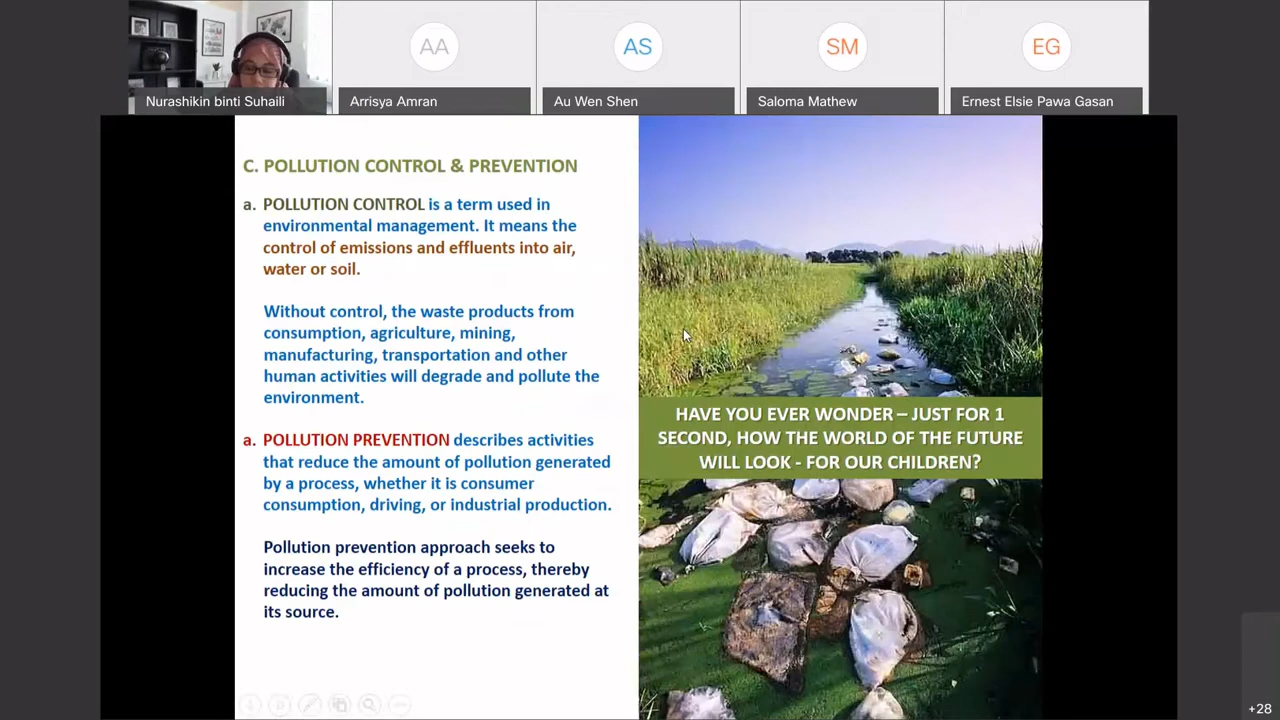 AA
AS
SM
EG
Nurashikin binti Suhaili
Arrisya Amran
Au Wen Shen
Saloma Mathew
Ernest Elsie Pawa Gasan
C. POLLUTION CONTROL & PREVENTION
a. POLLUTION CONTROL is a term used in
environmental management. It means the
control of emissions and effluents into air,
water or soil.
Without control, the waste products from
consumption, agriculture, mining,
manufacturing, transportation and other
human activities will degrade and pollute the
environment.
a. POLLUTION PREVENTION describes activities
that reduce the amount of pollution generated
by a process, whether it is consumer
consumption, driving, or industrial production.
Pollution prevention approach seeks to
increase the efficiency of a process, thereby
reducing the amount of pollution generated at
its source.
HAVE YOU EVER WONDER – JUST FOR 1
SECOND, HOW THE WORLD OF THE FUTURE
WILL LOOK - FOR OUR CHILDREN?
+28